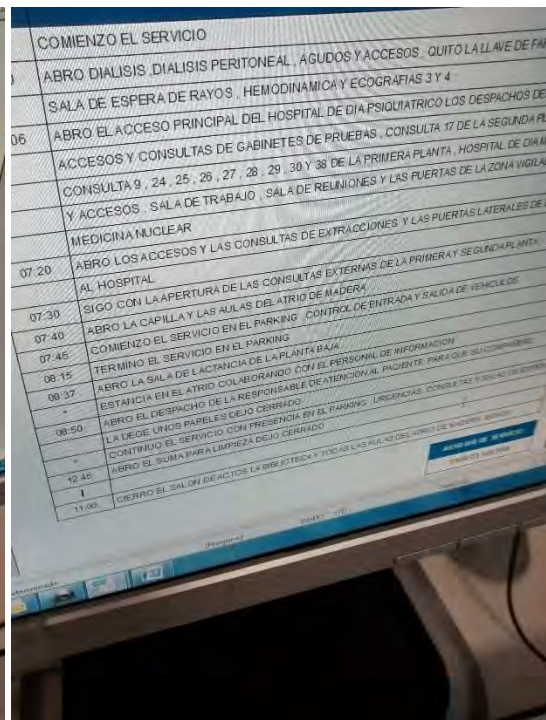 COMIENZO EL SERVICIO
ABRO DIALISIS ,DIALISIS PERITONEAL , AGUDOS Y ACCESOS , QUITO LA LLAVE DE
SALA DE ESPERA DE RAYOS , HEMODINAMICA Y ECOGRAFIAS 3 Y 4
06 ABRO EL ACCESO PRINCIPAL DEL HOSPITAL DE DIA PSIQUIATRICO LOS DESPACHOS DE
ACCESOS Y CONSULTAS DE GABINETES DE PRUEBAS , CONSULTA 17 DE LA SEGUNDA
CONSULTA 9 , 24 , 25 , 26 , 27 , 28 , 29 , 30 Y 38 DE LA PRIMERA PLANTA , HOSPITAL DE DIA
Y ACCESOS , SALA DE TRABAJO , SALA DE REUNIONES Y LAS PUERTAS DE LA ZONA
MEDICINA NUCLEAR
07:20 ABRO LOS ACCESOS Y LAS CONSULTAS DE EXTRACCIONES Y LAS PUERTAS LATERALES DE
AL HOSPITAL
07:30 SIGO CON LA APERTURA DE LAS CONSULTAS EXTERNAS DE LA PRIMERA Y SEGUNDA PLANTA
07:40 ABRO LA CAPILLA Y LAS AULAS DEL ATRIO DE MADERA
07:45 COMIENZO EL SERVICIO EN EL PARKING , CONTROL DE ENTRADA Y SALIDA DE VEHICULOS
08:15 TERMINO EL SERVICIO EN EL PARKING
08:37 ABRO LA SALA DE LACTANCIA DE LA PLANTA BAJA
" ESTANCIA EN EL ATRIO COLABORANDO CON EL PERSONAL DE INFORMACION
08:50 ABRO EL DESPACHO DE LA RESPONSABLE DE ATENCION AL PACIENTE PARA QUE SU COMPAÑERO
LA DEGE UNOS PAPELES DEJO CERRADO
" CONTINUO EL SERVICIO CON PRESENCIA EN EL PARKING , URGENCIAS , CONSULTAS Y
12:45 ABRO EL SUMA PARA LIMPIEZA DEJO CERRADO
11:00 CIERRO EL SALON DE ACTOS LA BIBLIOTECA Y TODAS LAS AULAS DEL ATRIO DE MADERA